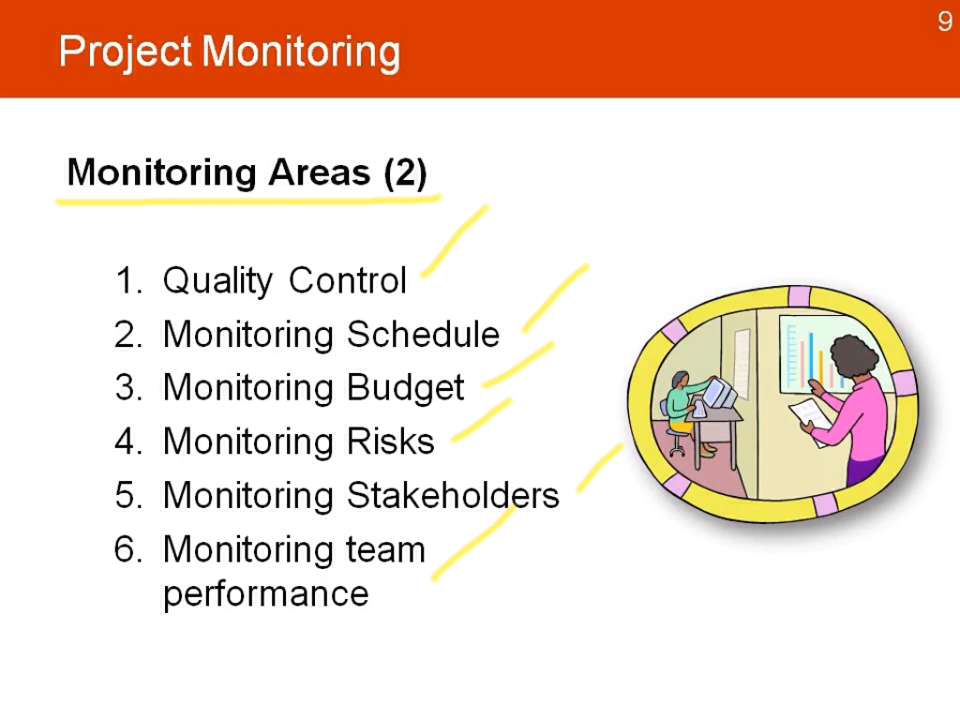 9
Project Monitoring
Monitoring Areas (2)
1. Quality Control
2. Monitoring Schedule
3. Monitoring Budget
4. Monitoring Risks
5. Monitoring Stakeholders
6. Monitoring team
performance